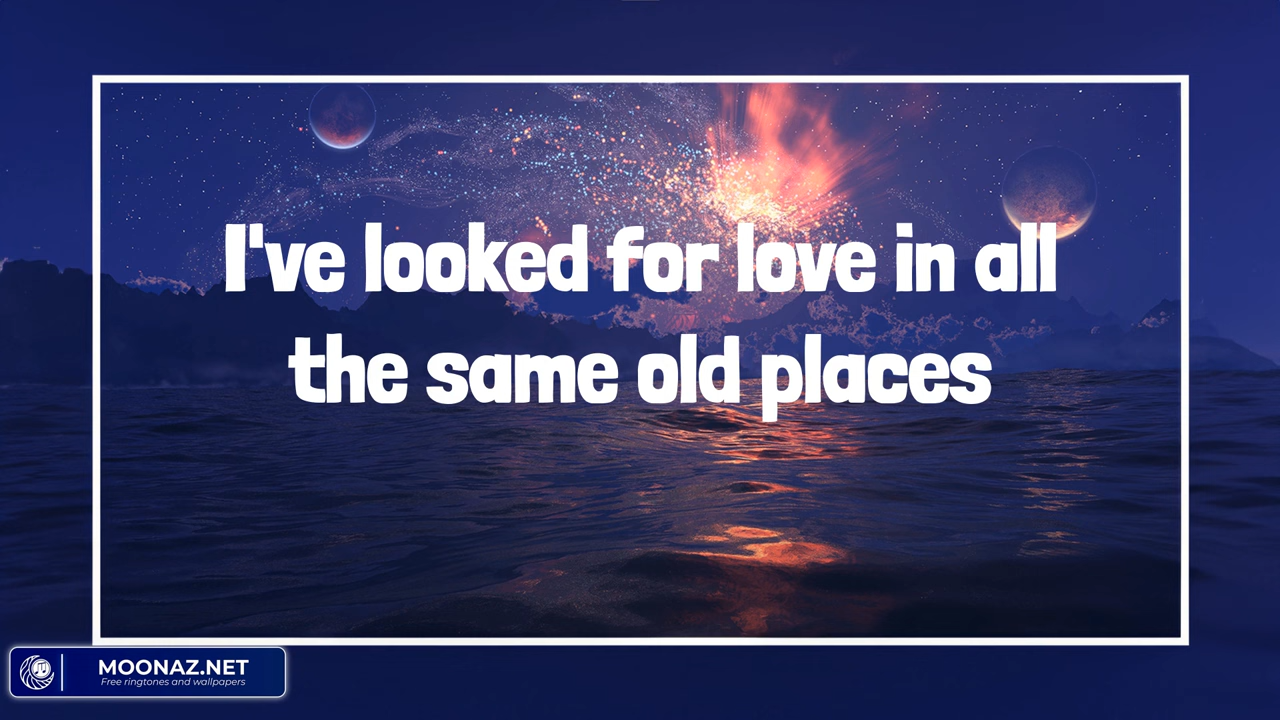 I've looked for love in all
the same old places
MOONAZ.NET
Free ringtones and wallpapers